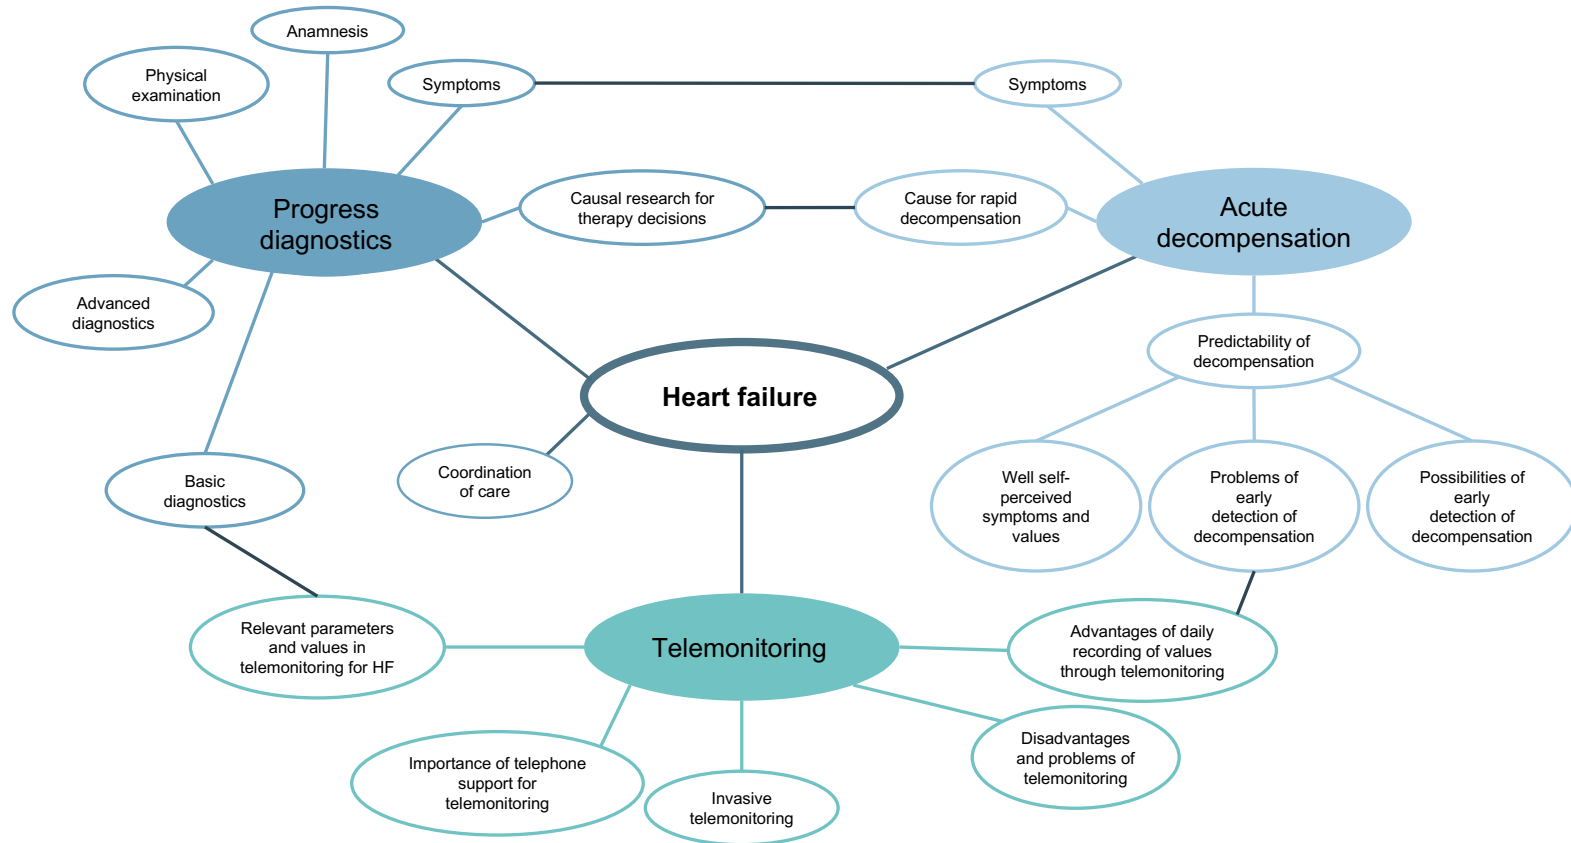 Anamnesis
Physical
examination
Symptoms
Symptoms
Progress
diagnostics
Causal research for
therapy decisions
Cause for rapid
decompensation
Acute
decompensation
Advanced
diagnostics
Predictability of
decompensation
Heart failure
Basic
diagnostics
Coordination
of care
Well self-
perceived
symptoms and
values
Problems of
early
detection of
decompensation
Possibilities of
early
detection of
decompensation
Relevant parameters
and values in
telemonitoring for HF
Telemonitoring
Advantages of daily
recording of values
through telemonitoring
Importance of telephone
support for
telemonitoring
Invasive
telemonitoring
Disadvantages
and problems of
telemonitoring